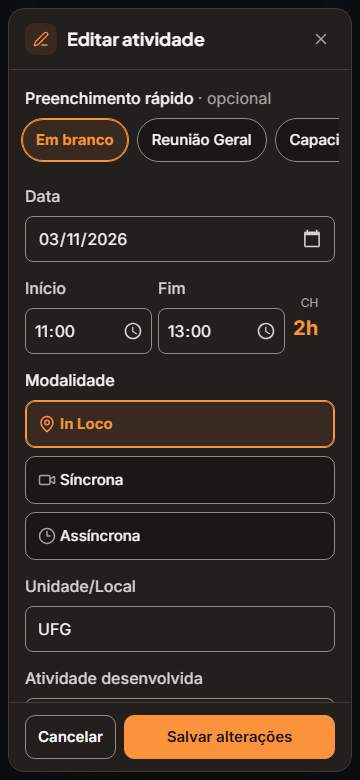 Editar atividade
Preenchimento rápido · opcional
Em branco
Reunião Geral
Capaci
Data
03/11/2026
Início
Fim
CH
11:00
13:00
2h
Modalidade
In Loco
Síncrona
Assíncrona
Unidade/Local
UFG
Atividade desenvolvida
Cancelar
Salvar alterações